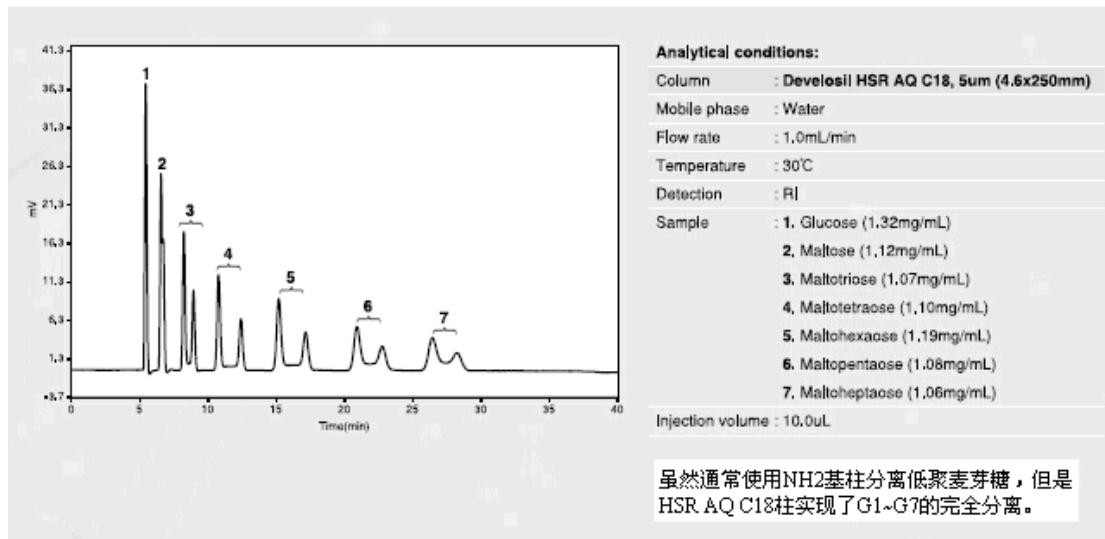 41.3
36.3
31.3
26.3
21.3
16.3
11.3
6.3
1.3
-3.7
mV
1
2
3
4
5
6
7
0 5 10 15 20 25 30 35 40
Time(min)
Analytical conditions:
Column : Develosil HSR AQ C18, 5um (4.6x250mm)
Mobile phase : Water
Flow rate : 1.0mL/min
Temperature : 30℃
Detection : RI
Sample : 1. Glucose (1.32mg/mL)
2. Maltose (1.12mg/mL)
3. Maltotriose (1.07mg/mL)
4. Maltotetraose (1.10mg/mL)
5. Maltohexaose (1.19mg/mL)
6. Maltopentaose (1.08mg/mL)
7. Maltoheptaose (1.06mg/mL)
Injection volume : 10.0uL
虽然通常使用NH2基柱分离低聚麦芽糖，但是
HSR AQ C18柱实现了G1~G7的完全分离。